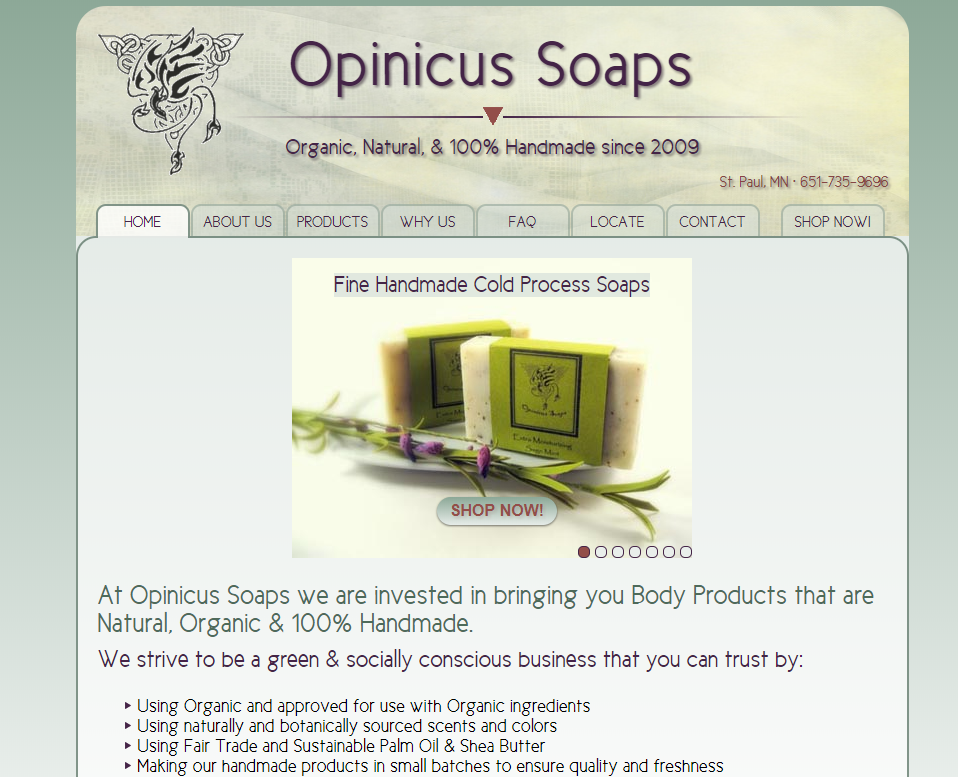 Opinicus Soaps
Organic, Natural, & 100% Handmade since 2009
St. Paul, MN · 651-735-9696
HOME ABOUT US PRODUCTS WHY US FAQ LOCATE CONTACT SHOP NOW!
Fine Handmade Cold Process Soaps
Opinicus Soaps
Extra Moisturizing
Sage Mint
SHOP NOW!
At Opinicus Soaps we are invested in bringing you Body Products that are
Natural, Organic & 100% Handmade.
We strive to be a green & socially conscious business that you can trust by:
Using Organic and approved for use with Organic ingredients
Using naturally and botanically sourced scents and colors
Using Fair Trade and Sustainable Palm Oil & Shea Butter
Making our handmade products in small batches to ensure quality and freshness